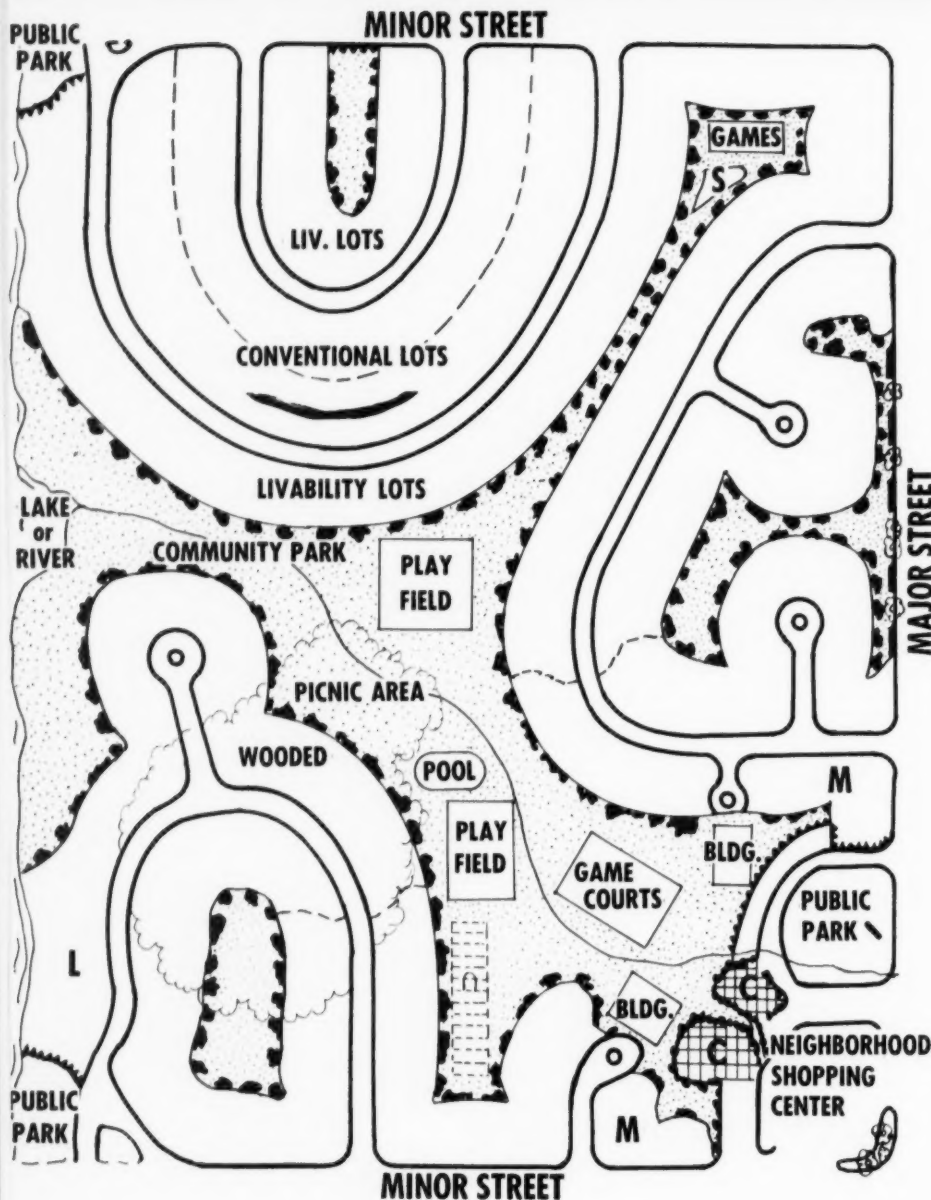 MINOR STREET
PUBLIC
PARK
GAMES
S
LIV. LOTS
CONVENTIONAL LOTS
LIVABILITY LOTS
LAKE
or
RIVER
COMMUNITY PARK
PLAY
FIELD
MAJOR STREET
PICNIC AREA
WOODED
POOL
M
PLAY
FIELD
BLDG.
GAME
COURTS
PUBLIC
PARK
L
C
BLDG.
C
NEIGHBORHOOD
SHOPPING
CENTER
PUBLIC
PARK
M
MINOR STREET